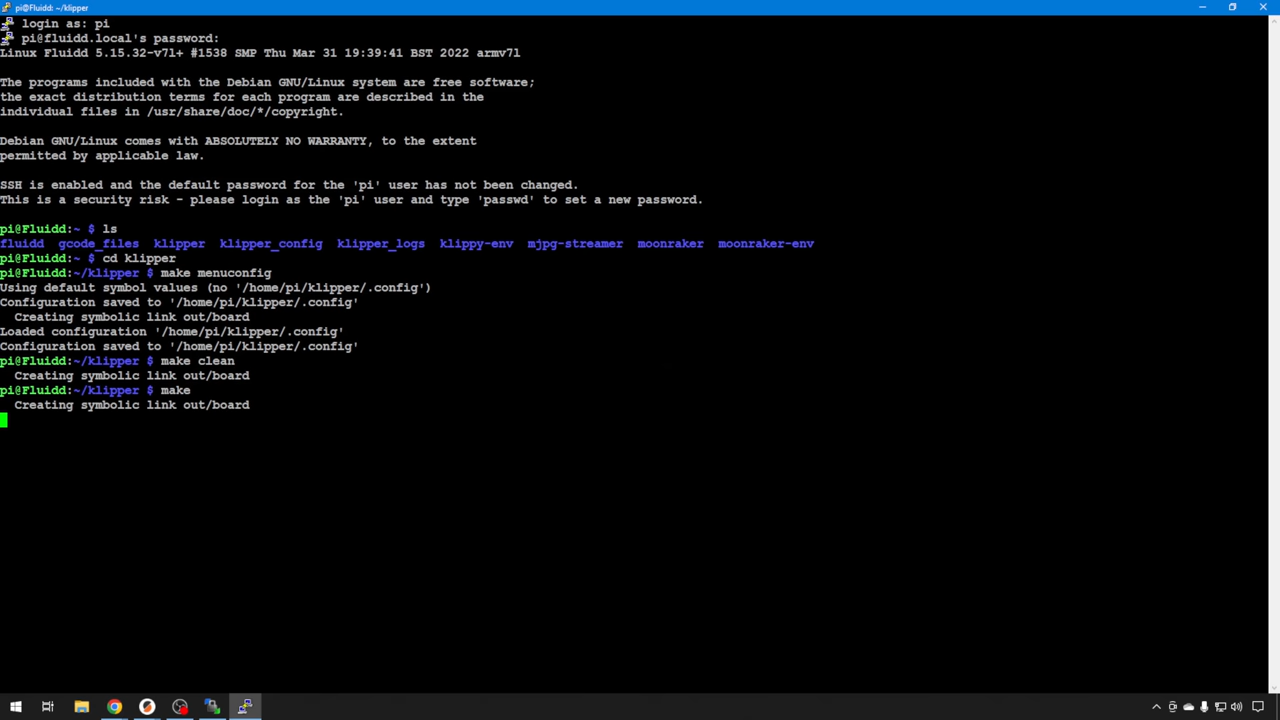 pi@Fluidd: ~/klipper
login as: pi
pi@fluidd.local's password:
Linux Fluidd 5.15.32-v7l+ #1538 SMP Thu Mar 31 19:39:41 BST 2022 armv7l
The programs included with the Debian GNU/Linux system are free software;
the exact distribution terms for each program are described in the
individual files in /usr/share/doc/*/copyright.
Debian GNU/Linux comes with ABSOLUTELY NO WARRANTY, to the extent
permitted by applicable law.
SSH is enabled and the default password for the 'pi' user has not been changed.
This is a security risk - please login as the 'pi' user and type 'passwd' to set a new password.
pi@Fluidd:~ $ ls
fluidd  gcode_files  klipper  klipper_config  klipper_logs  klippy-env  mjpg-streamer  moonraker  moonraker-env
pi@Fluidd:~ $ cd klipper
pi@Fluidd:~/klipper $ make menuconfig
Using default symbol values (no '/home/pi/klipper/.config')
Configuration saved to '/home/pi/klipper/.config'
  Creating symbolic link out/board
Loaded configuration '/home/pi/klipper/.config'
Configuration saved to '/home/pi/klipper/.config'
pi@Fluidd:~/klipper $ make clean
  Creating symbolic link out/board
pi@Fluidd:~/klipper $ make
  Creating symbolic link out/board